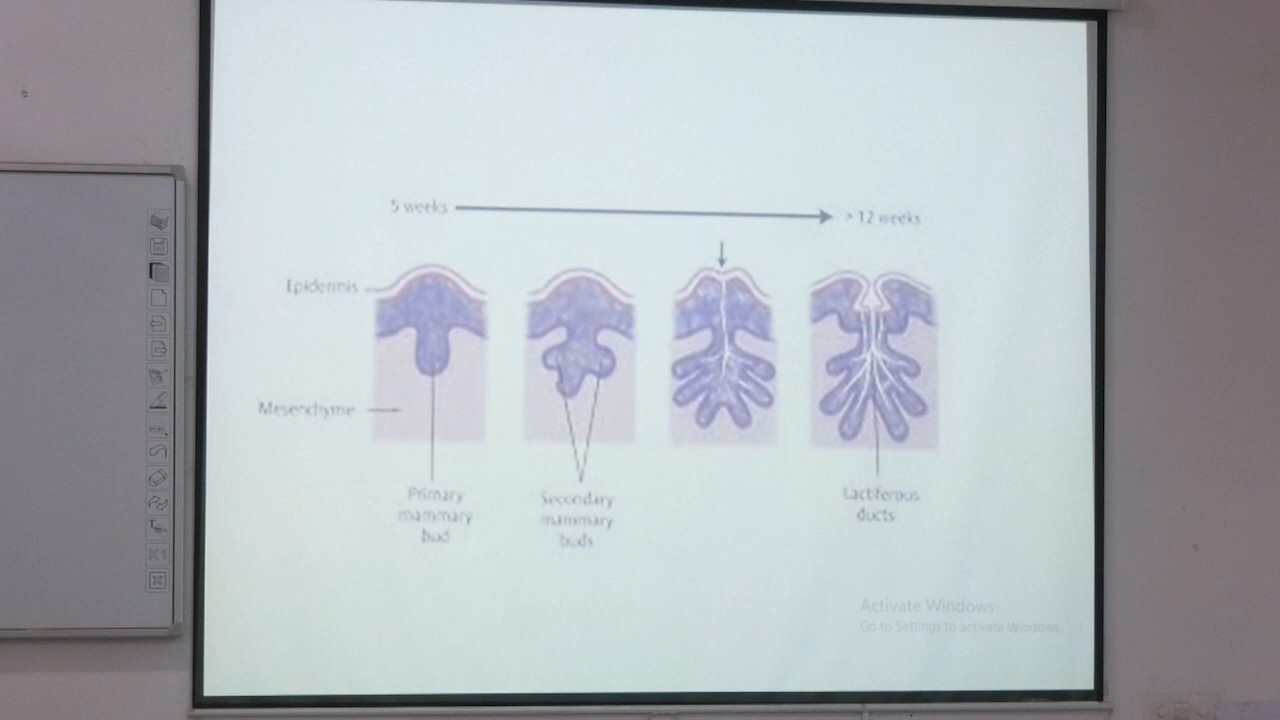 5 weeks
> 12 weeks
Epidermis
Mesenchyme
Primary
mammary
bud
Secondary
mammary
buds
Lactiferous
ducts
Activate Windows
Go to Settings to activate Windows.